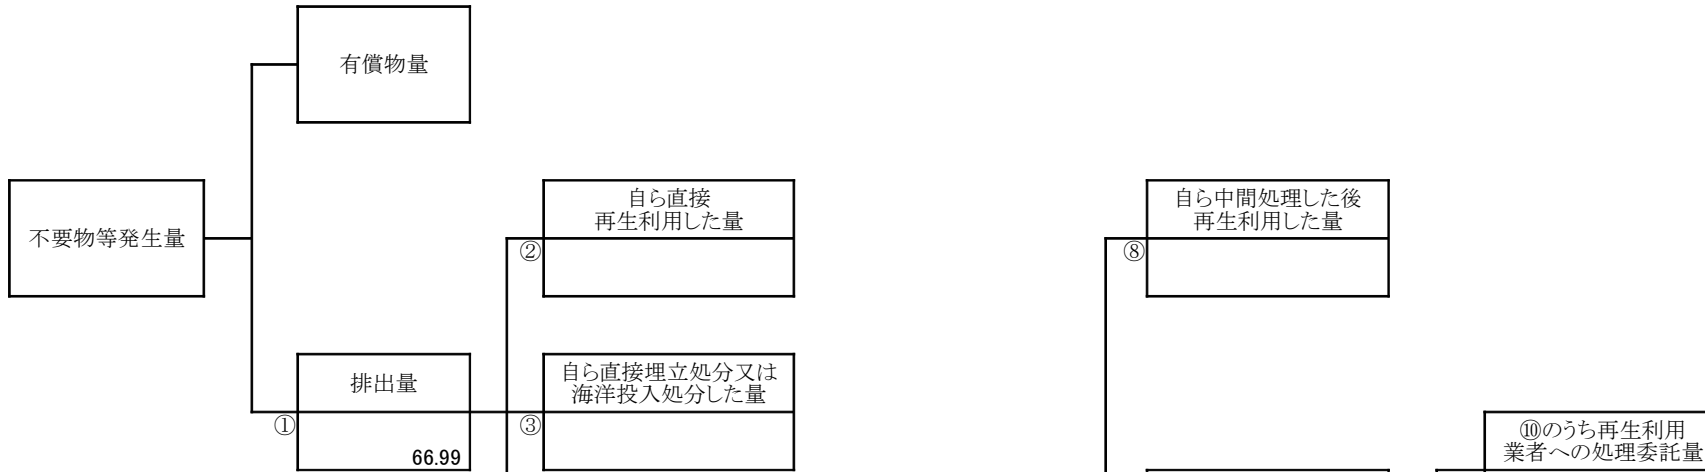 有償物量
不要物等発生量
自ら直接
再生利用した量
②
自ら中間処理した後
再生利用した量
⑧
排出量
①
66.99
自ら直接埋立処分又は
海洋投入処分した量
③
⑩のうち再生利用
業者への処理委託量